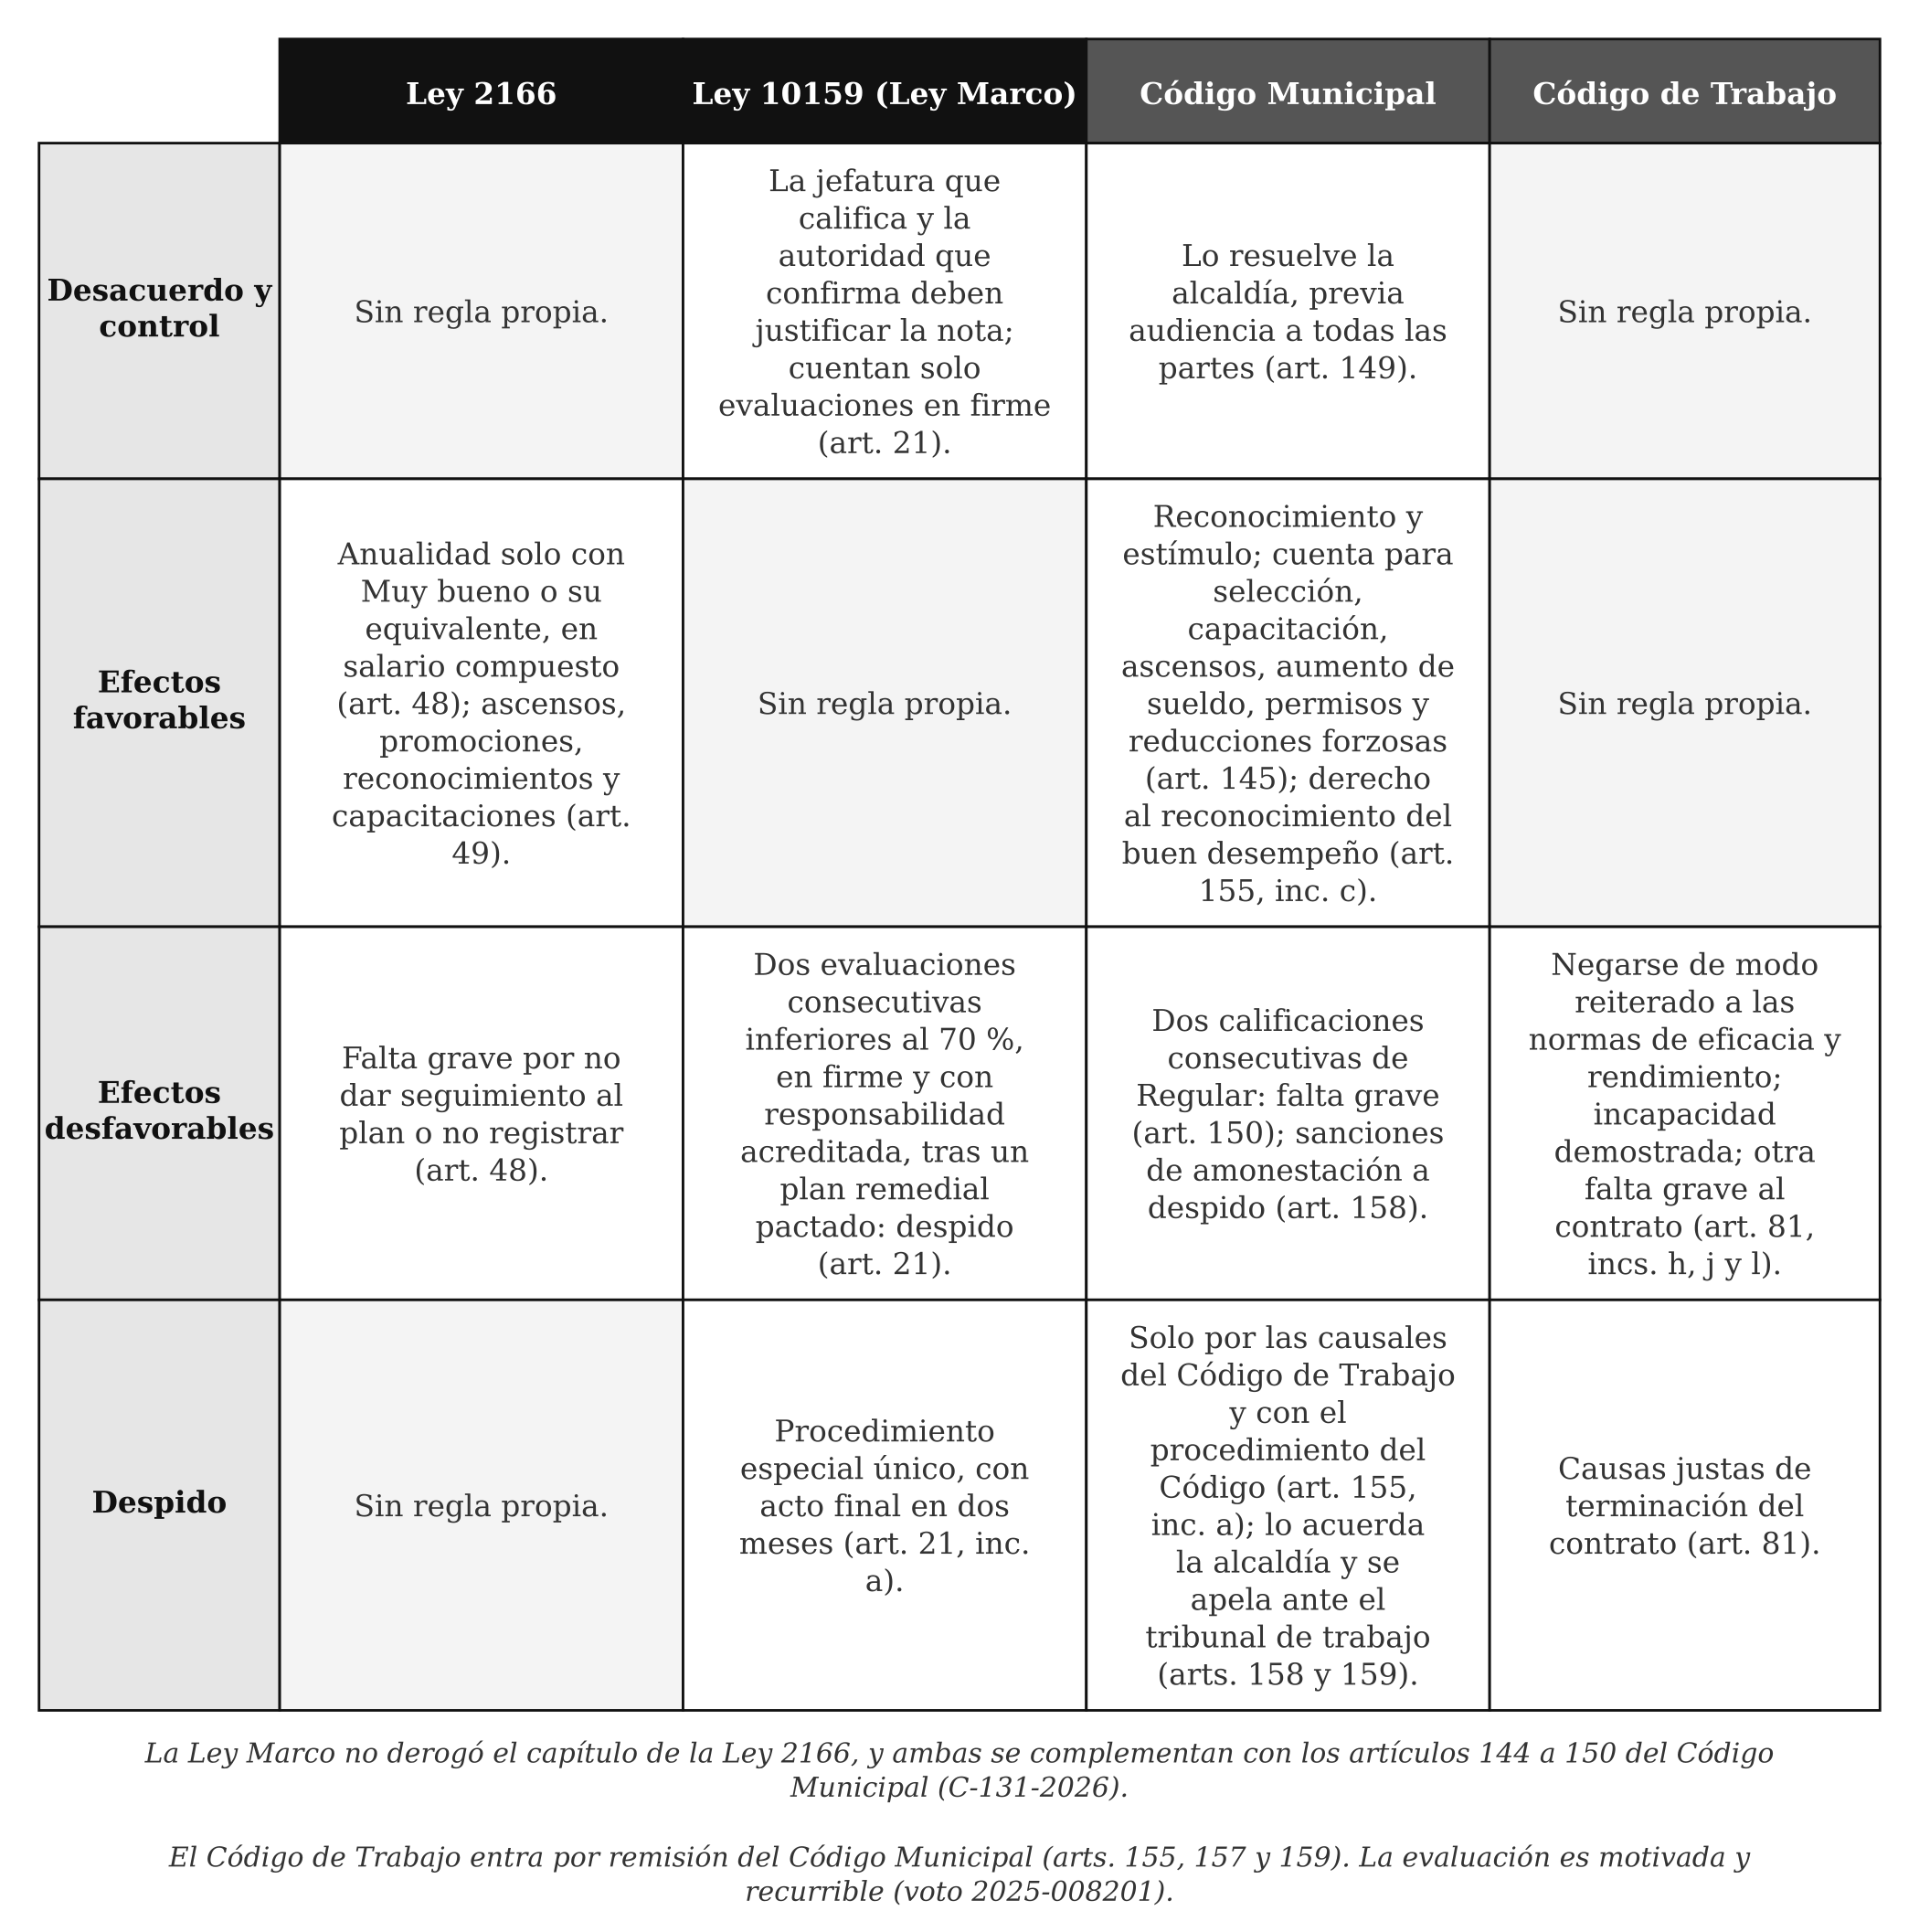 Ley 2166
Ley 10159 (Ley Marco)
Código Municipal
Código de Trabajo
Desacuerdo y
control
Sin regla propia.
La jefatura que
califica y la
autoridad que
confirma deben
justificar la nota;
cuentan solo
evaluaciones en firme
(art. 21).
Lo resuelve la
alcaldía, previa
audiencia a todas las
partes (art. 149).
Sin regla propia.
Efectos
favorables
Anualidad solo con
Muy bueno o su
equivalente, en
salario compuesto
(art. 48); ascensos,
promociones,
reconocimientos y
capacitaciones (art.
49).
Sin regla propia.
Reconocimiento y
estímulo; cuenta para
selección,
capacitación,
ascensos, aumento de
sueldo, permisos y
reducciones forzosas
(art. 145); derecho
al reconocimiento del
buen desempeño (art.
155, inc. c).
Sin regla propia.
Efectos
desfavorables
Falta grave por no
dar seguimiento al
plan o no registrar
(art. 48).
Dos evaluaciones
consecutivas
inferiores al 70 %,
en firme y con
responsabilidad
acreditada, tras un
plan remedial
pactado: despido
(art. 21).
Dos calificaciones
consecutivas de
Regular: falta grave
(art. 150); sanciones
de amonestación a
despido (art. 158).
Negarse de modo
reiterado a las
normas de eficacia y
rendimiento;
incapacidad
demostrada; otra
falta grave al
contrato (art. 81,
incs. h, j y l).
Despido
Sin regla propia.
Procedimiento
especial único, con
acto final en dos
meses (art. 21, inc.
a).
Solo por las causales
del Código de Trabajo
y con el
procedimiento del
Código (art. 155,
inc. a); lo acuerda
la alcaldía y se
apela ante el
tribunal de trabajo
(arts. 158 y 159).
Causas justas de
terminación del
contrato (art. 81).
La Ley Marco no derogó el capítulo de la Ley 2166, y ambas se complementan con los artículos 144 a 150 del Código
Municipal (C-131-2026).
El Código de Trabajo entra por remisión del Código Municipal (arts. 155, 157 y 159). La evaluación es motivada y
recurrible (voto 2025-008201).